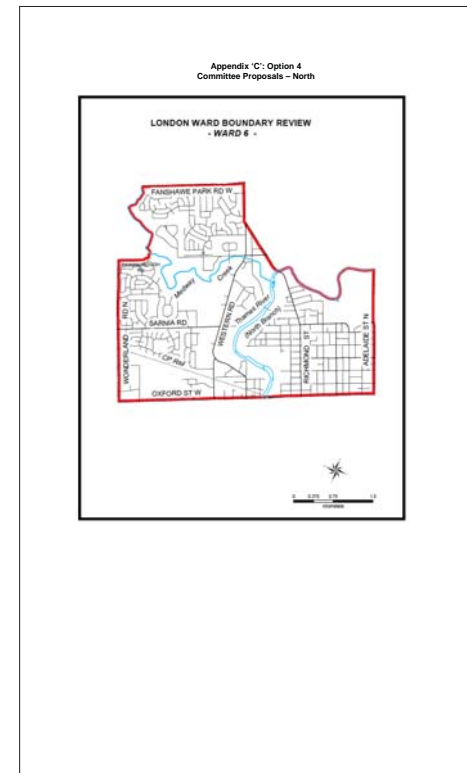 Appendix ‘C’: Option 4
Committee Proposals – North
LONDON WARD BOUNDARY REVIEW
- WARD 6 -
FANSHAWE PARK RD W
Medway Creek
WESTERN RD
Thames River
(North Branch)
SARNIA RD
WONDERLAND RD N
CP Rail
RICHMOND ST
ADELAIDE ST N
OXFORD ST W